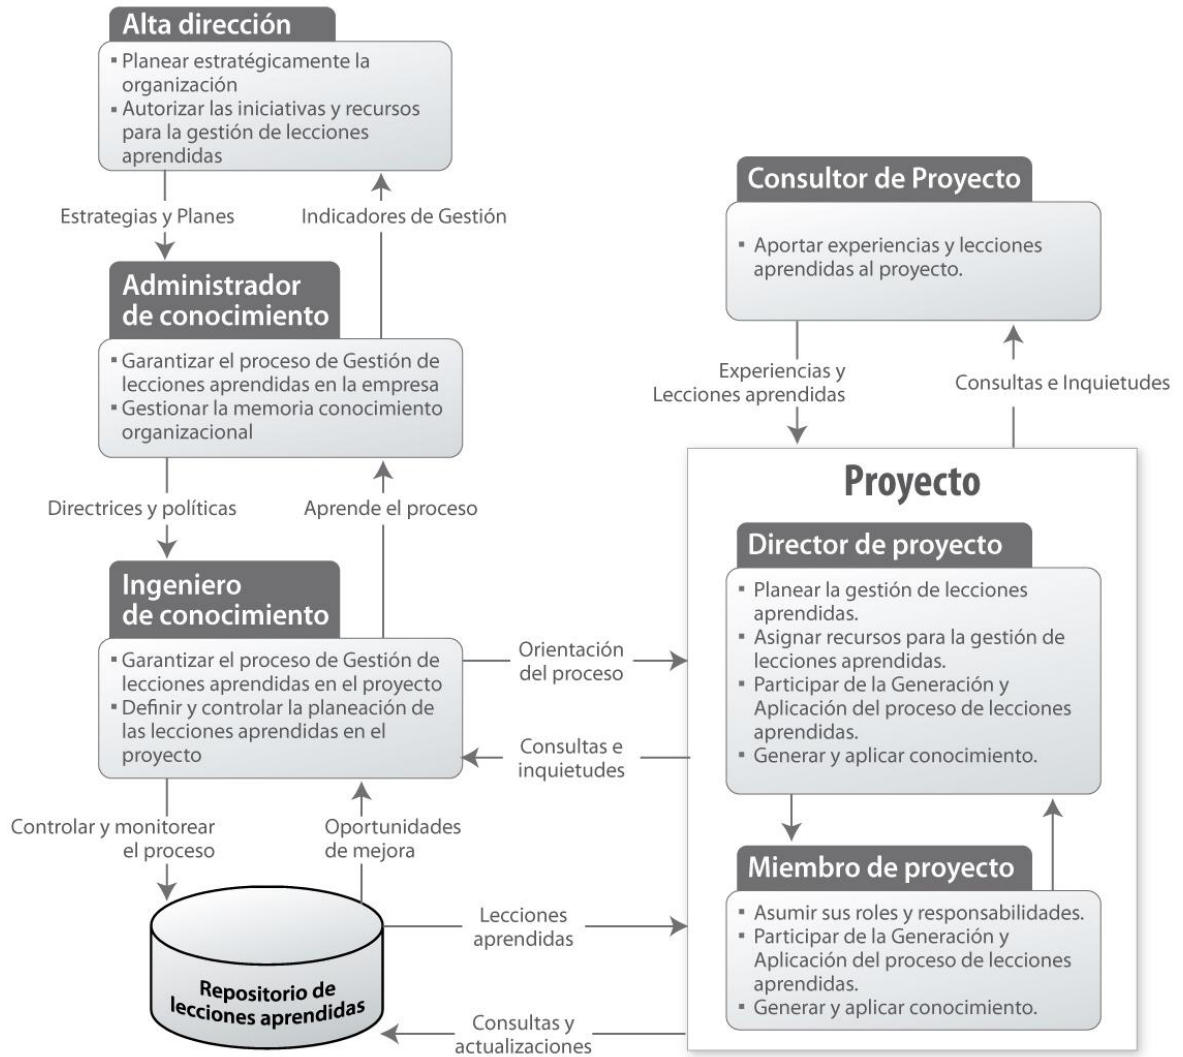 Alta dirección
▪ Planear estratégicamente la
organización
▪ Autorizar las iniciativas y recursos
para la gestión de lecciones
aprendidas
Estrategias y Planes
Indicadores de Gestión
Administrador
de conocimiento
▪ Garantizar el proceso de Gestión de
lecciones aprendidas en la empresa
▪ Gestionar la memoria conocimiento
organizacional
Directrices y políticas
Aprende el proceso
Ingeniero
de conocimiento
▪ Garantizar el proceso de Gestión de
lecciones aprendidas en el proyecto
▪ Definir y controlar la planeación de
las lecciones aprendidas en el
proyecto
Controlar y monitorear
el proceso
Oportunidades
de mejora
Repositorio de
lecciones aprendidas
Orientación
del proceso
Consultas e
inquietudes
Lecciones
aprendidas
Consultas y
actualizaciones
Consultor de Proyecto
▪ Aportar experiencias y lecciones
aprendidas al proyecto.
Experiencias y
Lecciones aprendidas
Consultas e Inquietudes
Proyecto
Director de proyecto
▪ Planear la gestión de lecciones
aprendidas.
▪ Asignar recursos para la gestión de
lecciones aprendidas.
▪ Participar de la Generación y
Aplicación del proceso de lecciones
aprendidas.
▪ Generar y aplicar conocimiento.
Miembro de proyecto
▪ Asumir sus roles y responsabilidades.
▪ Participar de la Generación y
Aplicación del proceso de lecciones
aprendidas.
▪ Generar y aplicar conocimiento.